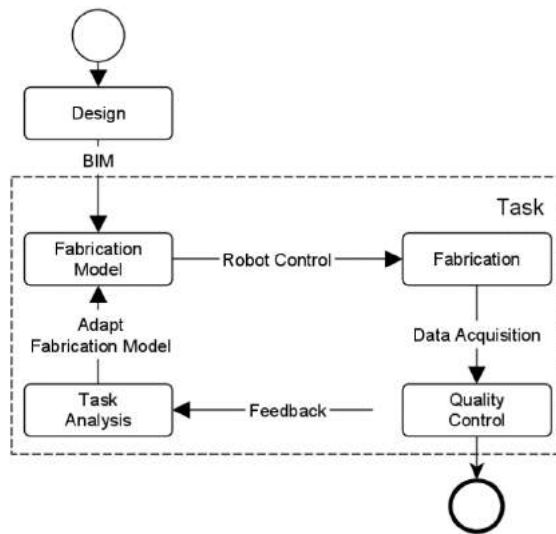 Design
BIM
Task
Fabrication
Model
Robot Control
Fabrication
Adapt
Fabrication Model
Data Acquisition
Task
Analysis
Feedback
Quality
Control